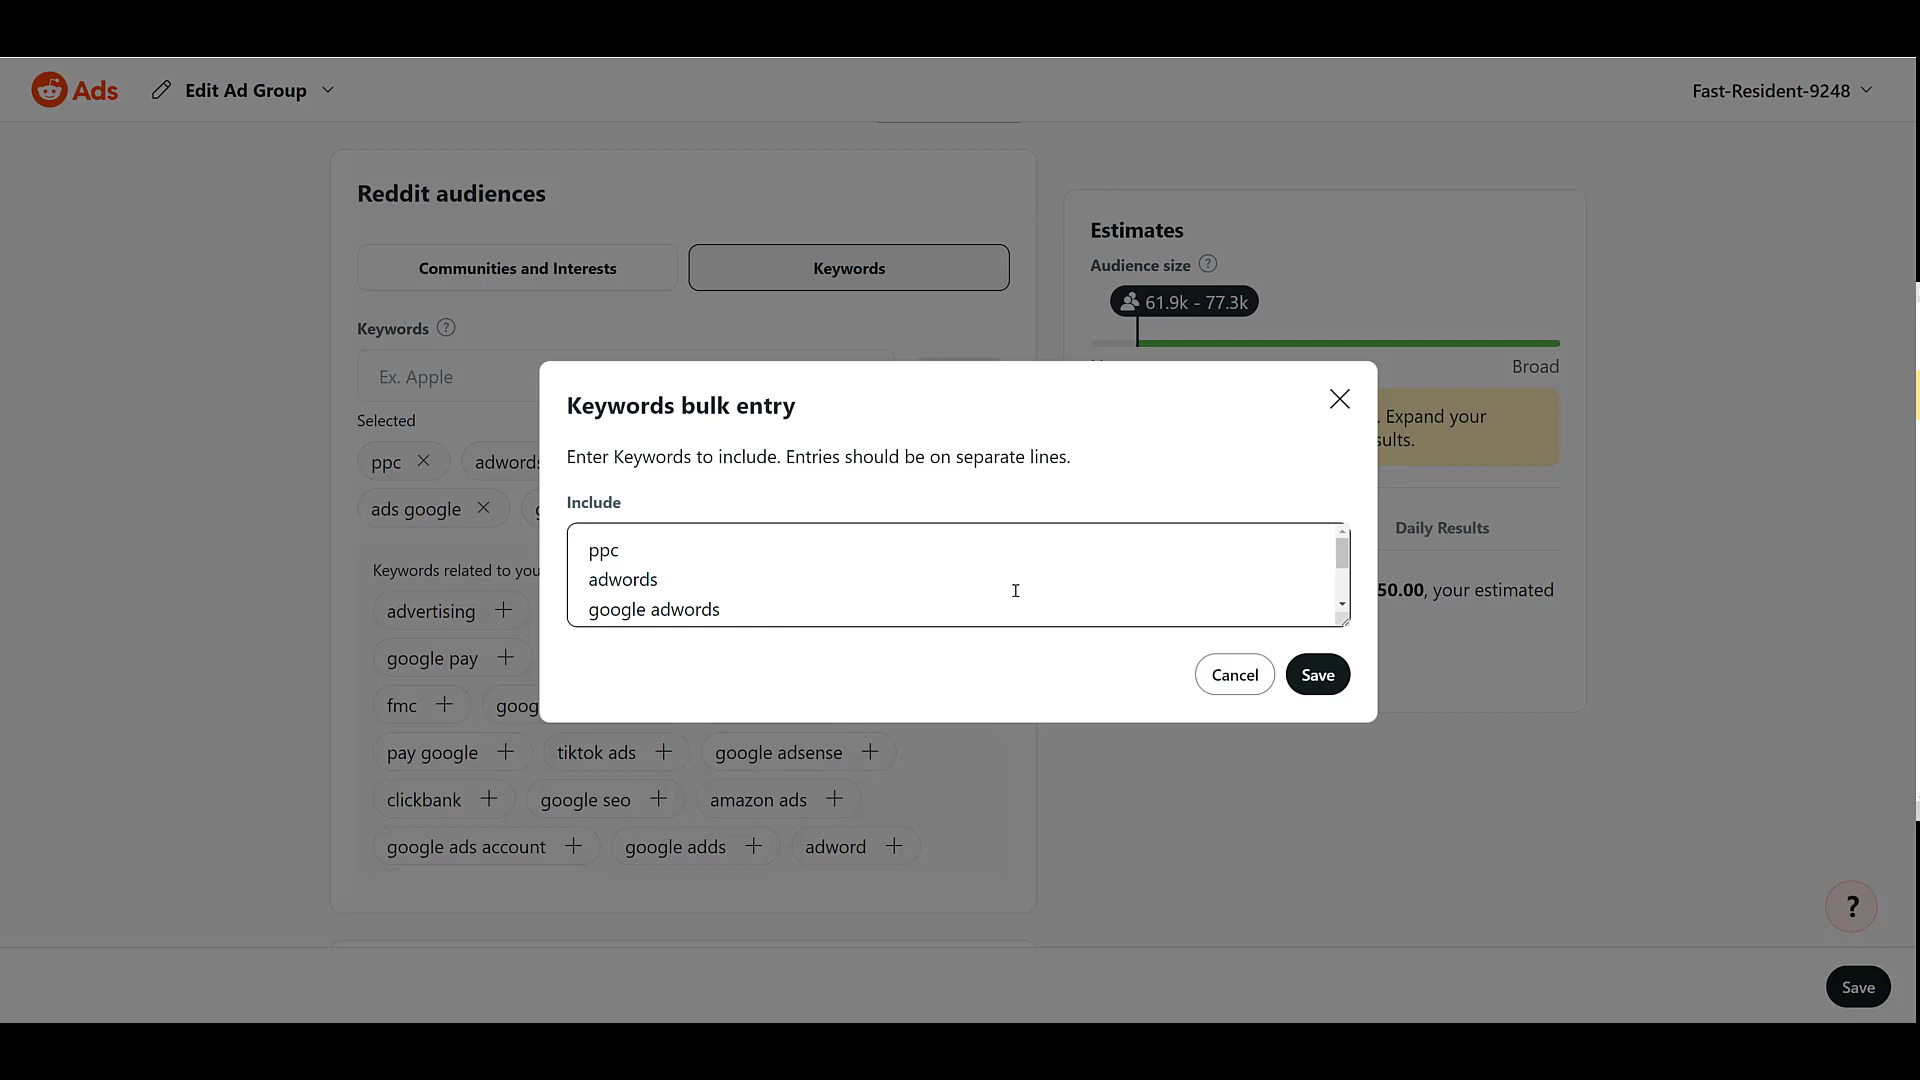 Ads
Edit Ad Group
Fast-Resident-9248
Reddit audiences
Communities and Interests
Keywords
Keywords ?
Ex. Apple
Selected
ppc
adwords
ads google
Keywords related to you
advertising
google pay
fmc
goog
pay google
tiktok ads
google adsense
clickbank
google seo
amazon ads
google ads account
google adds
adword
Keywords bulk entry
Enter Keywords to include. Entries should be on separate lines.
Include
ppc
adwords
google adwords
Cancel
Save
Estimates
Audience size ?
61.9k - 77.3k
Broad
. Expand your
sults.
Daily Results
50.00, your estimated
?
Save